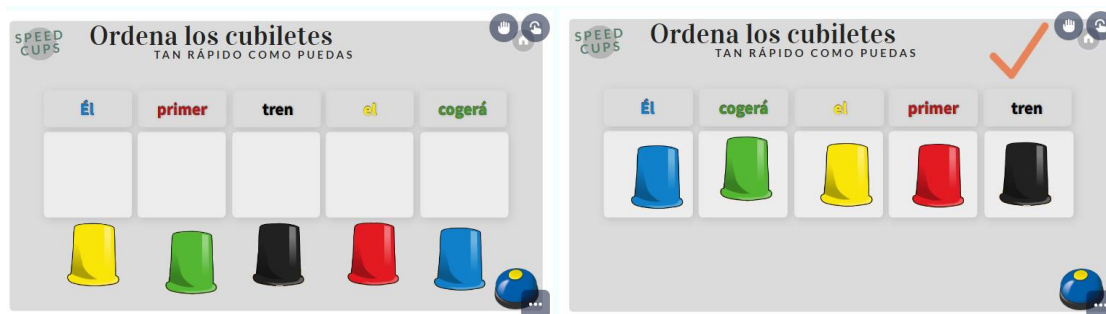 SPEED
CUPS
Ordena los cubiletes
TAN RÁPIDO COMO PUEDAS
Él primer tren el cogerá
SPEED
CUPS
Ordena los cubiletes
TAN RÁPIDO COMO PUEDAS
Él cogerá el primer tren